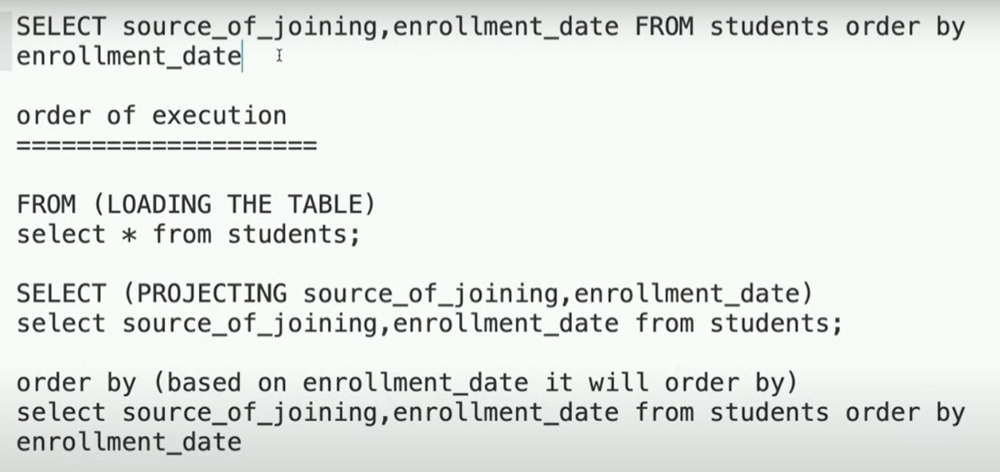 SELECT source_of_joining,enrollment_date FROM students order by
enrollment_date
order of execution
====================
FROM (LOADING THE TABLE)
select * from students;
SELECT (PROJECTING source_of_joining,enrollment_date)
select source_of_joining,enrollment_date from students;
order by (based on enrollment_date it will order by)
select source_of_joining,enrollment_date from students order by
enrollment_date